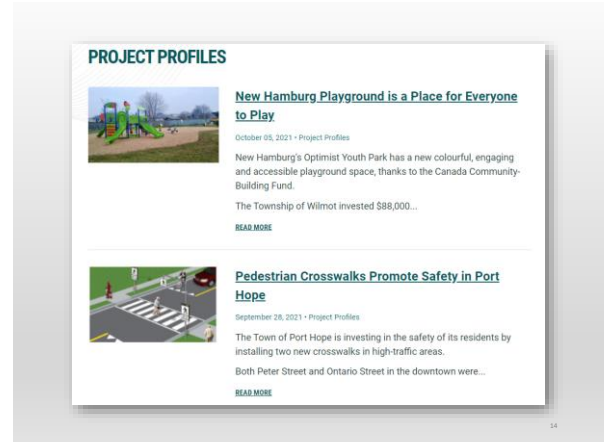 PROJECT PROFILES
New Hamburg Playground is a Place for Everyone
to Play
October 05, 2021 • Project Profiles
New Hamburg's Optimist Youth Park has a new colourful, engaging
and accessible playground space, thanks to the Canada Community-
Building Fund.
The Township of Wilmot invested $88,000...
READ MORE
Pedestrian Crosswalks Promote Safety in Port
Hope
September 28, 2021 • Project Profiles
The Town of Port Hope is investing in the safety of its residents by
installing two new crosswalks in high-traffic areas.
Both Peter Street and Ontario Street in the downtown were...
READ MORE
14